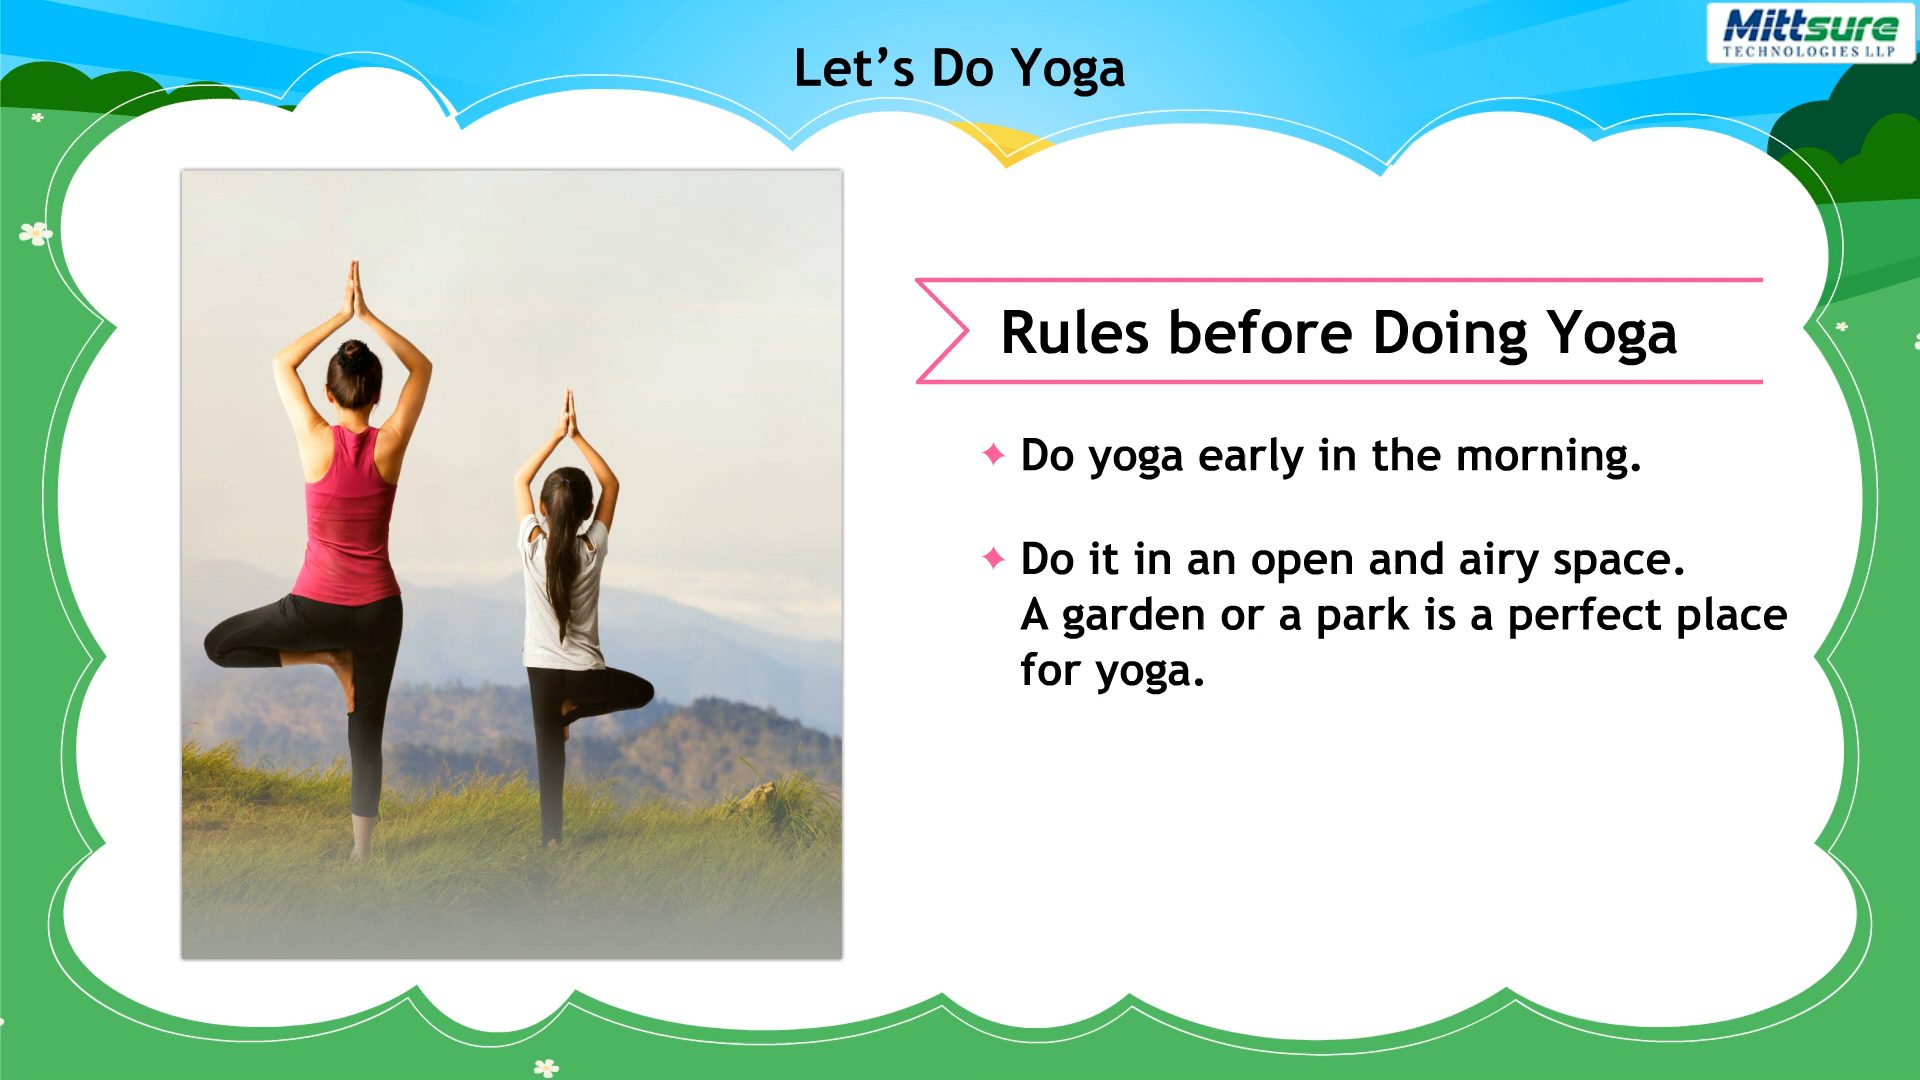 Mittsure
TECHNOLOGIES LLP
Let’s Do Yoga
Rules before Doing Yoga
Do yoga early in the morning.
Do it in an open and airy space.
A garden or a park is a perfect place
for yoga.